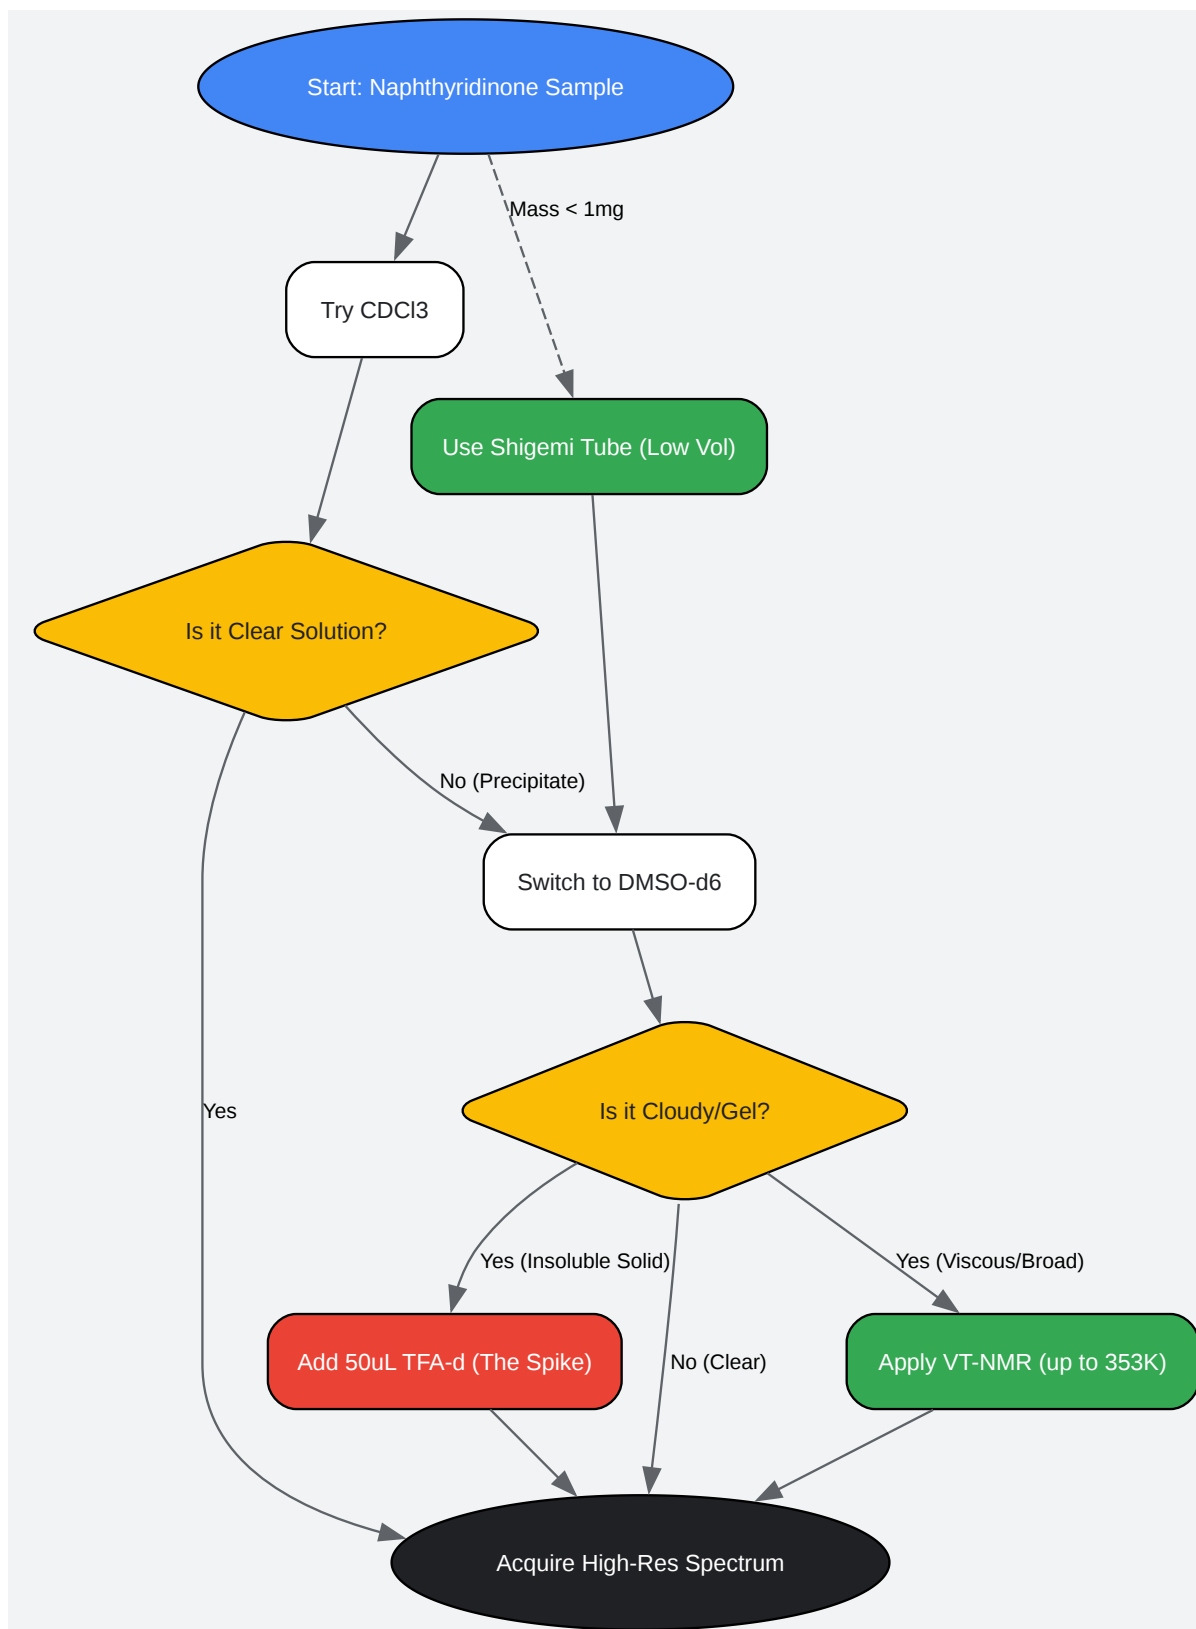 Start: Naphthyridinone Sample
Mass < 1mg
Try CDCl3
Use Shigemi Tube (Low Vol)
Is it Clear Solution?
No (Precipitate)
Switch to DMSO-d6
Yes
Is it Cloudy/Gel?
Yes (Insoluble Solid)
Yes (Viscous/Broad)
Add 50uL TFA-d (The Spike)
No (Clear)
Apply VT-NMR (up to 353K)
Acquire High-Res Spectrum